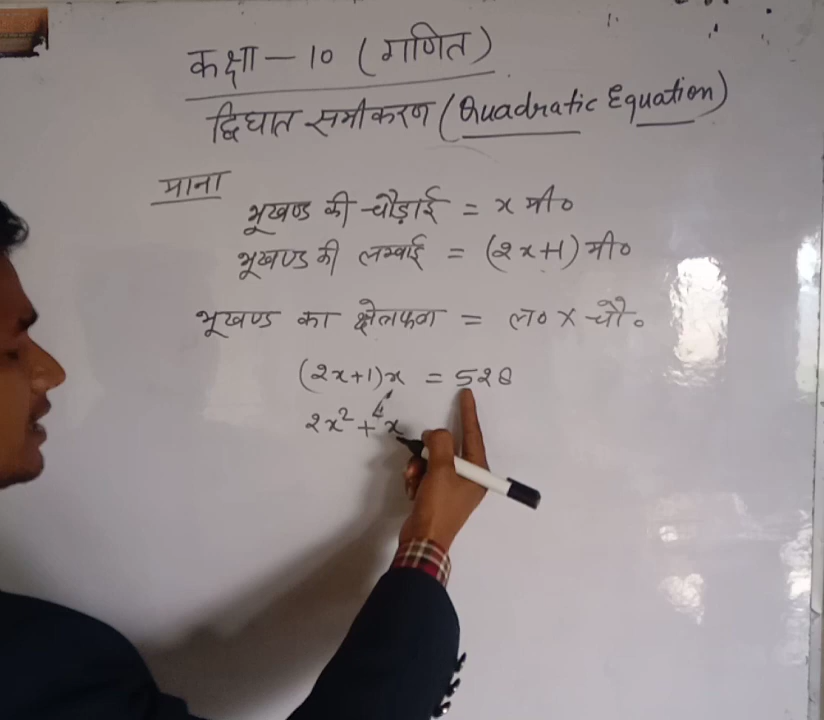 कक्षा — 10 ( गणित )
द्विघात समीकरण ( Quadratic Equation )
माना
भूखण्ड की चौड़ाई = x मी०
भूखण्ड की लम्बाई = (2x+1) मी०
भूखण्ड का क्षेत्रफल = ल० x चौ०
(2x+1)x = 528
2x² + x